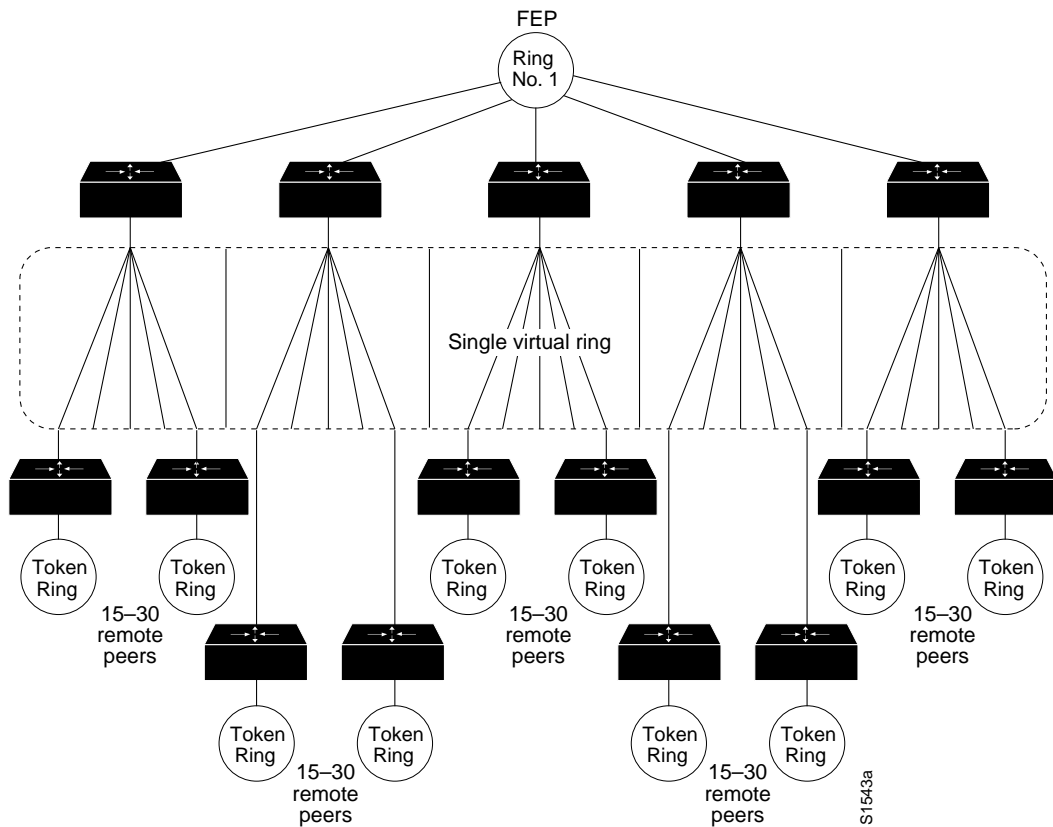 FEP
Ring
No. 1
Single virtual ring
Token
Ring
Token
Ring
Token
Ring
Token
Ring
Token
Ring
Token
Ring
15–30
remote
peers
15–30
remote
peers
15–30
remote
peers
Token
Ring
Token
Ring
Token
Ring
Token
Ring
15–30
remote
peers
15–30
remote
peers
S1543a